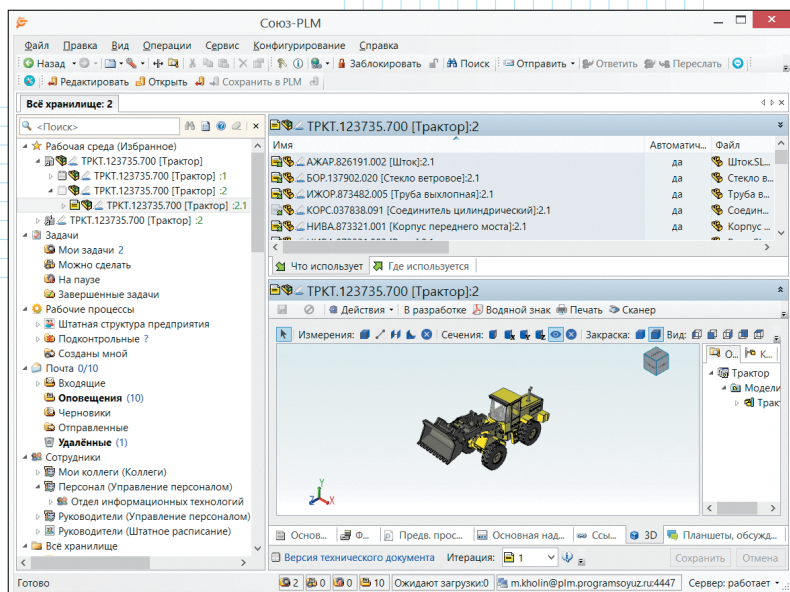 Союз-PLM
Файл Правка Вид Операции Сервис Конфигурирование Справка
Назад Заблокировать Поиск Отправить Ответить Переслать
Редактировать Открыть Сохранить в PLM
Всё хранилище: 2
<Поиск>
Рабочая среда (Избранное)
ТРКТ.123735.700 [Трактор]
ТРКТ.123735.700 [Трактор] :1
ТРКТ.123735.700 [Трактор] :2
ТРКТ.123735.700 [Трактор] :2.1
ТРКТ.123735.700 [Трактор] :2
Задачи
Мои задачи 2
Можно сделать
На паузе
Завершенные задачи
Рабочие процессы
Штатная структура предприятия
Подконтрольные ?
Созданы мной
Почта 0/10
Входящие
Оповещения (10)
Черновики
Отправленные
Удалённые (1)
Сотрудники
Мои коллеги (Коллеги)
Персонал (Управление персоналом)
Отдел информационных технологий
Руководители (Управление персоналом)
Руководители (Штатное расписание)
Всё хранилище
ТРКТ.123735.700 [Трактор]:2
Имя Автоматич... Файл
АЖАР.826191.002 [Шток]:2.1 да Шток.SL...
БОР.137902.020 [Стекло ветровое]:2.1 да Стекло в...
ИЖОР.873482.005 [Труба выхлопная]:2.1 да Труба в...
КОРС.037838.091 [Соединитель цилиндрический]:2.1 да Соедин...
НИВА.873321.001 [Корпус переднего моста]:2.1 да Корпус ...
Что использует Где используется
ТРКТ.123735.700 [Трактор]:2
Действия В разработке Водяной знак Печать Сканер
Измерения: Сечения: Закраска: Вид:
О... К...
Трактор
Модели
Трак
Y
Z X
Основ... Ф... Предв. прос... Основная над... Ссы... 3D Планшеты, обсужд...
Версия технического документа Итерация: 1 Сохранить Отмена
Готово 2 0 0 10 Ожидают загрузки:0 m.kholin@plm.programsoyuz.ru:4447 Сервер: работает